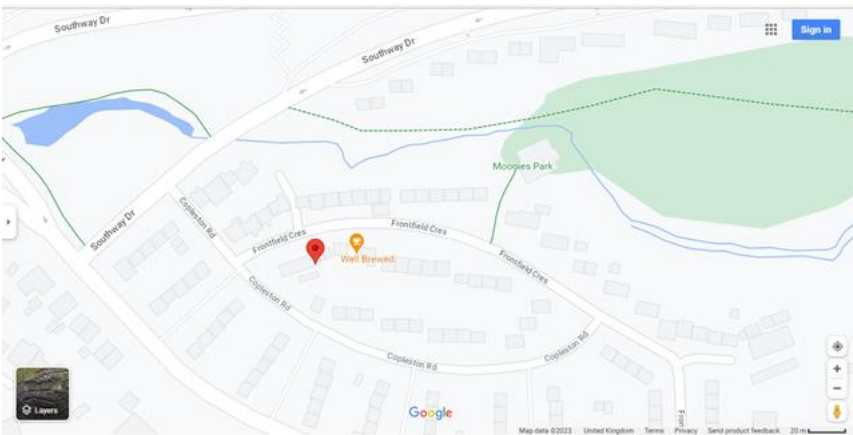 Southway Dr
Sign in
Southway Dr
Moonies Park
Copleston Rd
Southway Dr
Frontfield Cres
Frontfield Cres
Well Brewed.
Frontfield Cres
Copleston Rd
Copleston Rd
Copleston Rd
Layers
Google
Front
Map data ©2023 United Kingdom Terms Privacy Send product feedback 20 m